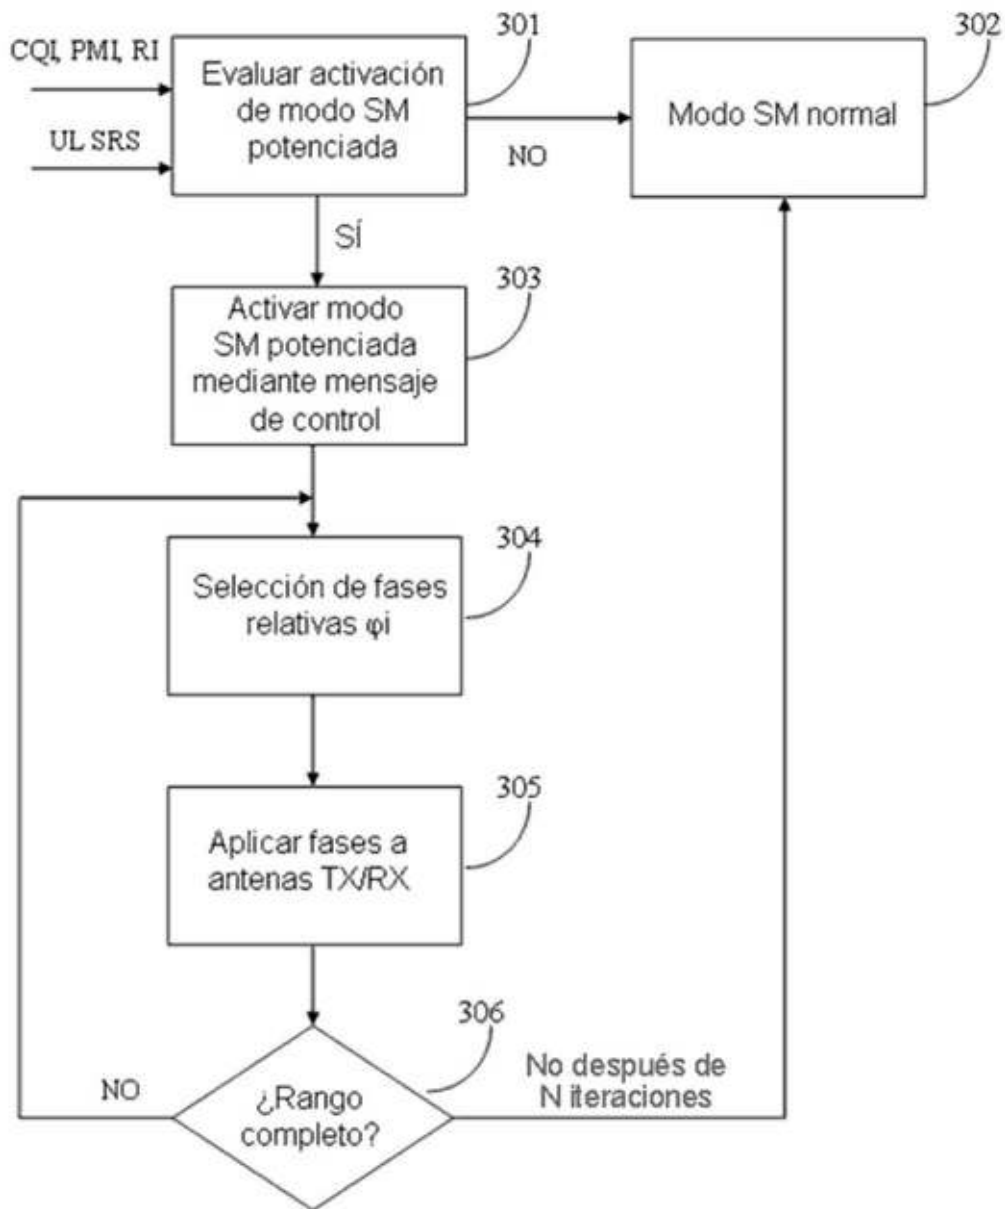 301
302
CQI, PMI, RI
UL SRS
Evaluar activación
de modo SM
potenciada
NO
Modo SM normal
SÍ
303
Activar modo
SM potenciada
mediante mensaje
de control
304
Selección de fases
relativas φi
305
Aplicar fases a
antenas TX/RX
306
NO
¿Rango
completo?
No después de
N iteraciones